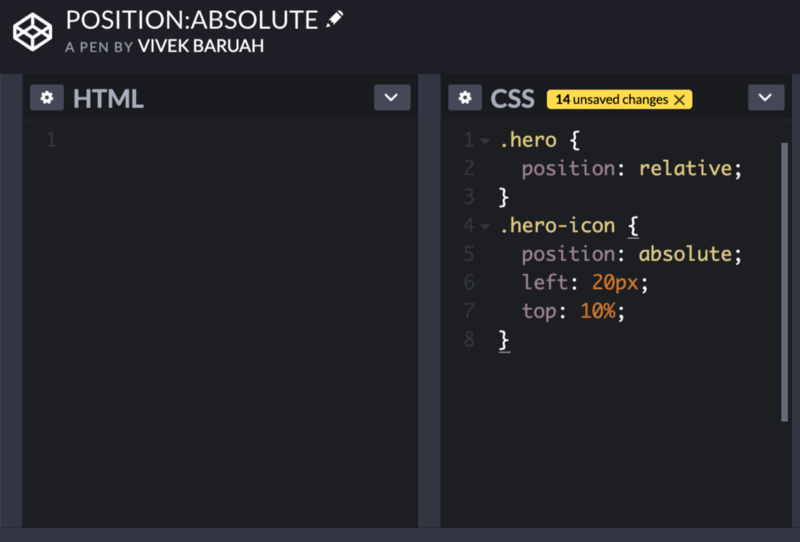 POSITION:ABSOLUTE
A PEN BY VIVEK BARUAH
HTML
1
CSS 14 unsaved changes X
1 .hero {
2 position: relative;
3 }
4 .hero-icon {
5 position: absolute;
6 left: 20px;
7 top: 10%;
8 }